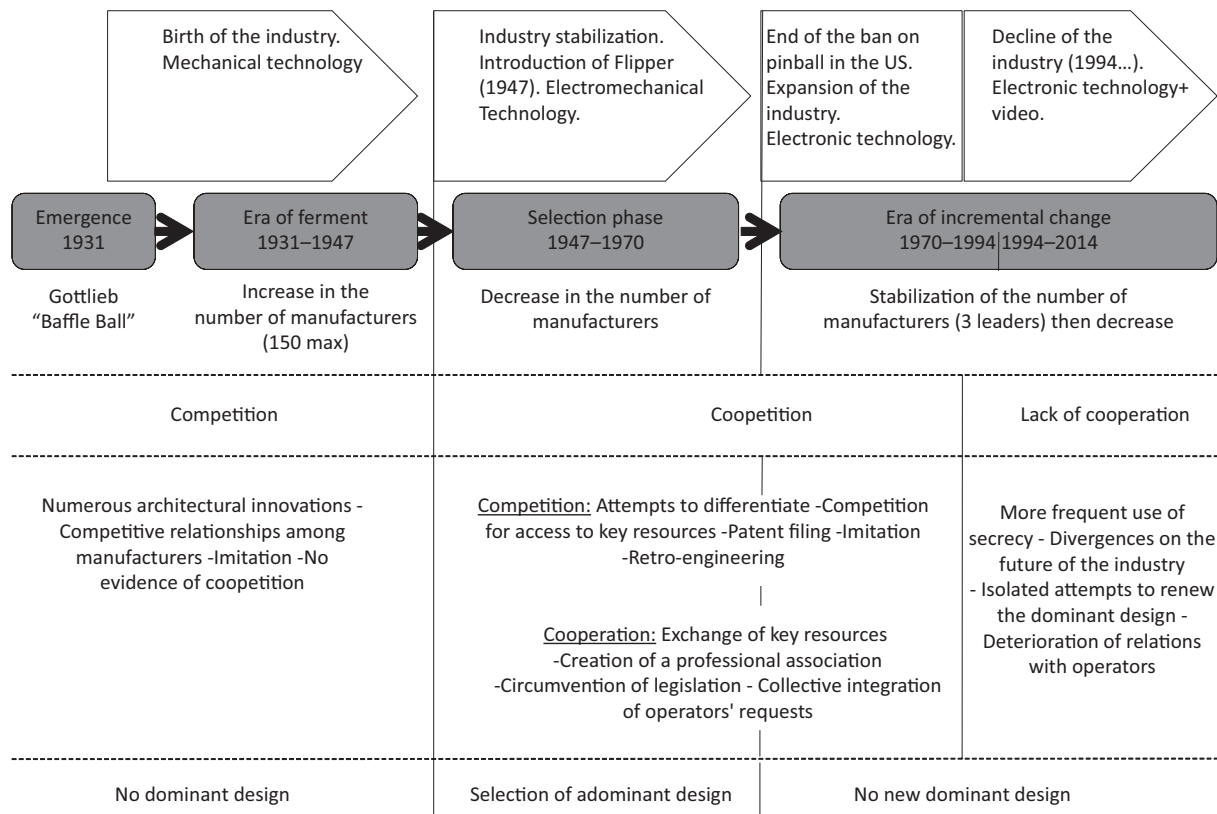 Birth of the industry.
Mechanical technology
Industry stabilization.
Introduction of Flipper
(1947). Electromechanical
Technology.
End of the ban on
pinball in the US.
Expansion of the
industry.
Electronic technology.
Decline of the
industry (1994...).
Electronic technology+
video.
Emergence
1931
Era of ferment
1931–1947
Selection phase
1947–1970
Era of incremental change
1970–1994 1994–2014
Gottlieb
“Baffle Ball”
Increase in the
number of manufacturers
(150 max)
Decrease in the number of
manufacturers
Stabilization of the number of
manufacturers (3 leaders) then decrease
Competition
Coopetition
Lack of cooperation
Numerous architectural innovations -
Competitive relationships among
manufacturers -Imitation -No
evidence of coopetition
Competition: Attempts to differentiate -Competition
for access to key resources -Patent filing -Imitation
-Retro-engineering
Cooperation: Exchange of key resources
-Creation of a professional association
-Circumvention of legislation - Collective integration
of operators' requests
More frequent use of
secrecy - Divergences on the
future of the industry
- Isolated attempts to renew
the dominant design -
Deterioration of relations
with operators
No dominant design
Selection of adominant design
No new dominant design